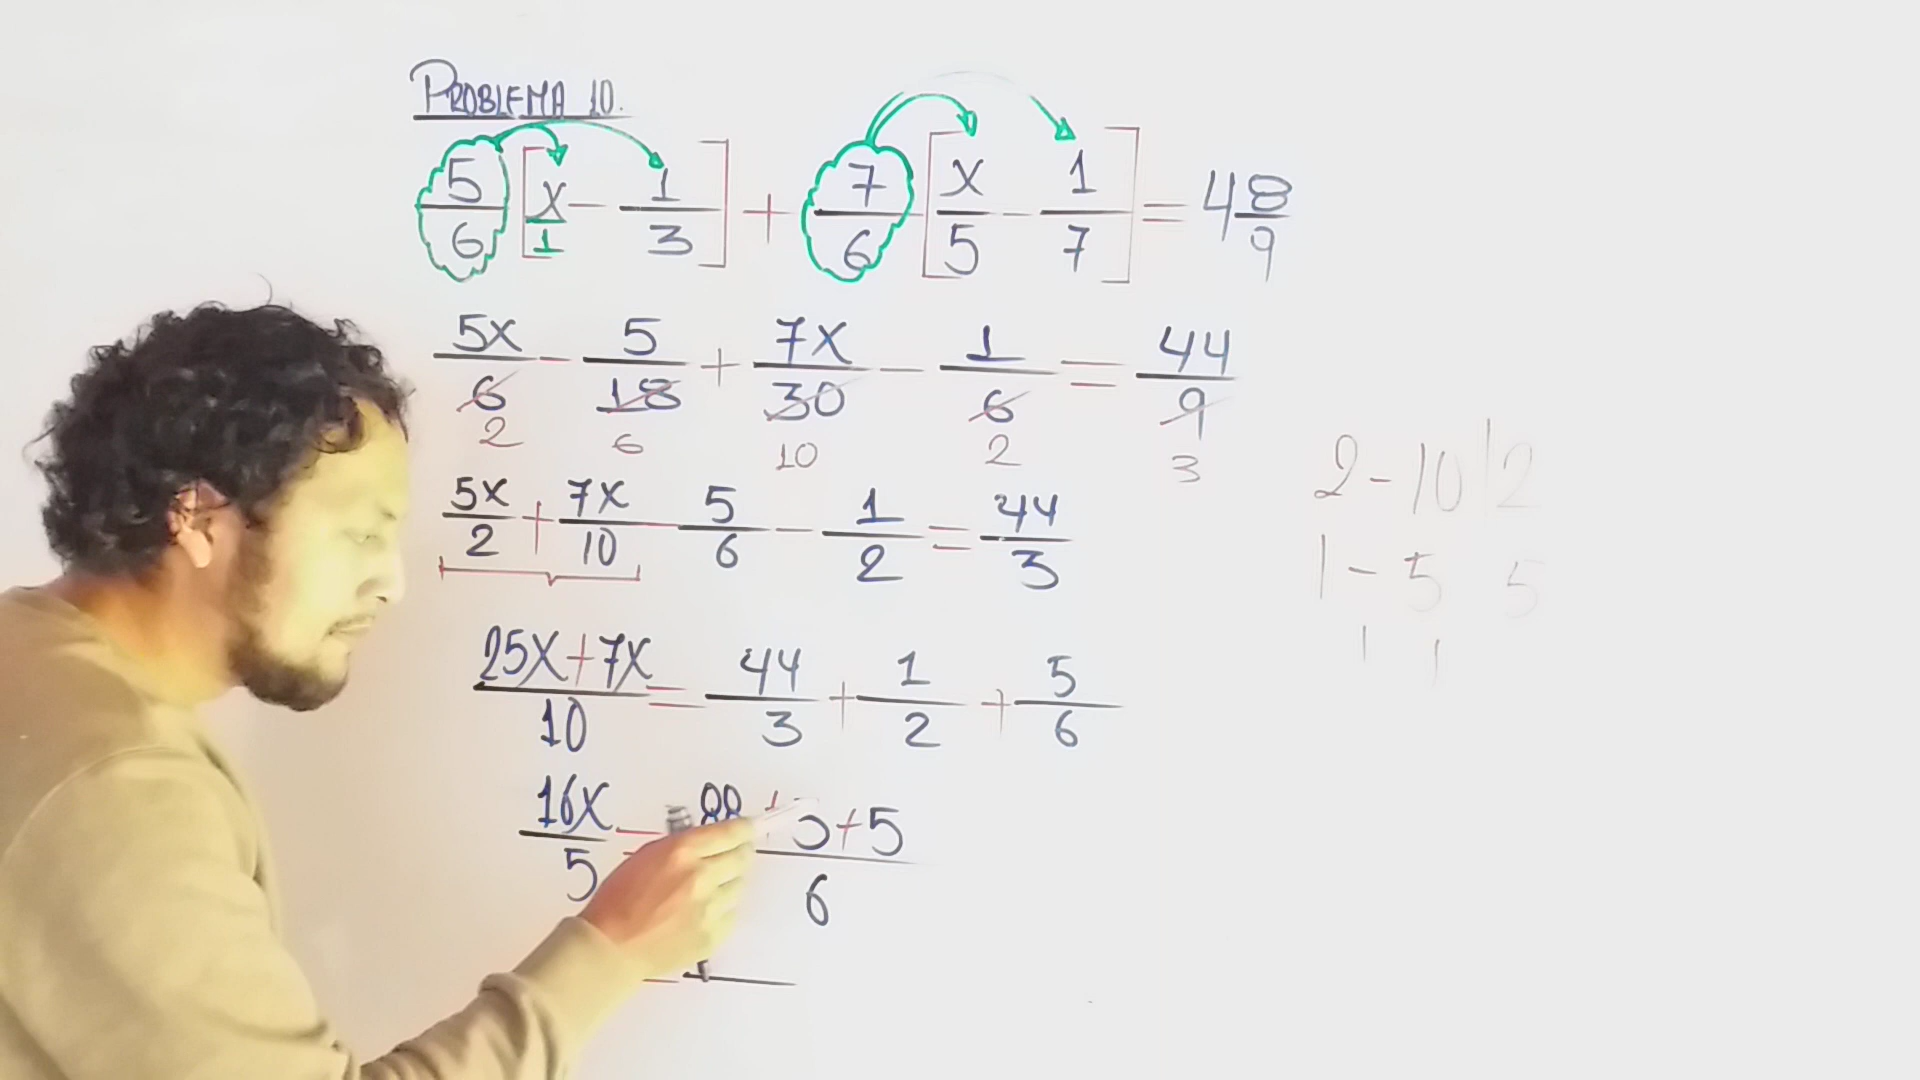 PROBLEMA 10.
5/6 [x/1 - 1/3] + 7/6 [x/5 - 1/7] = 4 8/9
5x/6 - 5/18 + 7x/30 - 1/6 = 44/9
2 6 10 2 3
5x/2 + 7x/10 - 5/6 - 1/2 = 44/3
25x+7x/10 = 44/3 + 1/2 + 5/6
16x/5 = 88 + 3+5/6
=
2-10|2
1-5 5
1 1